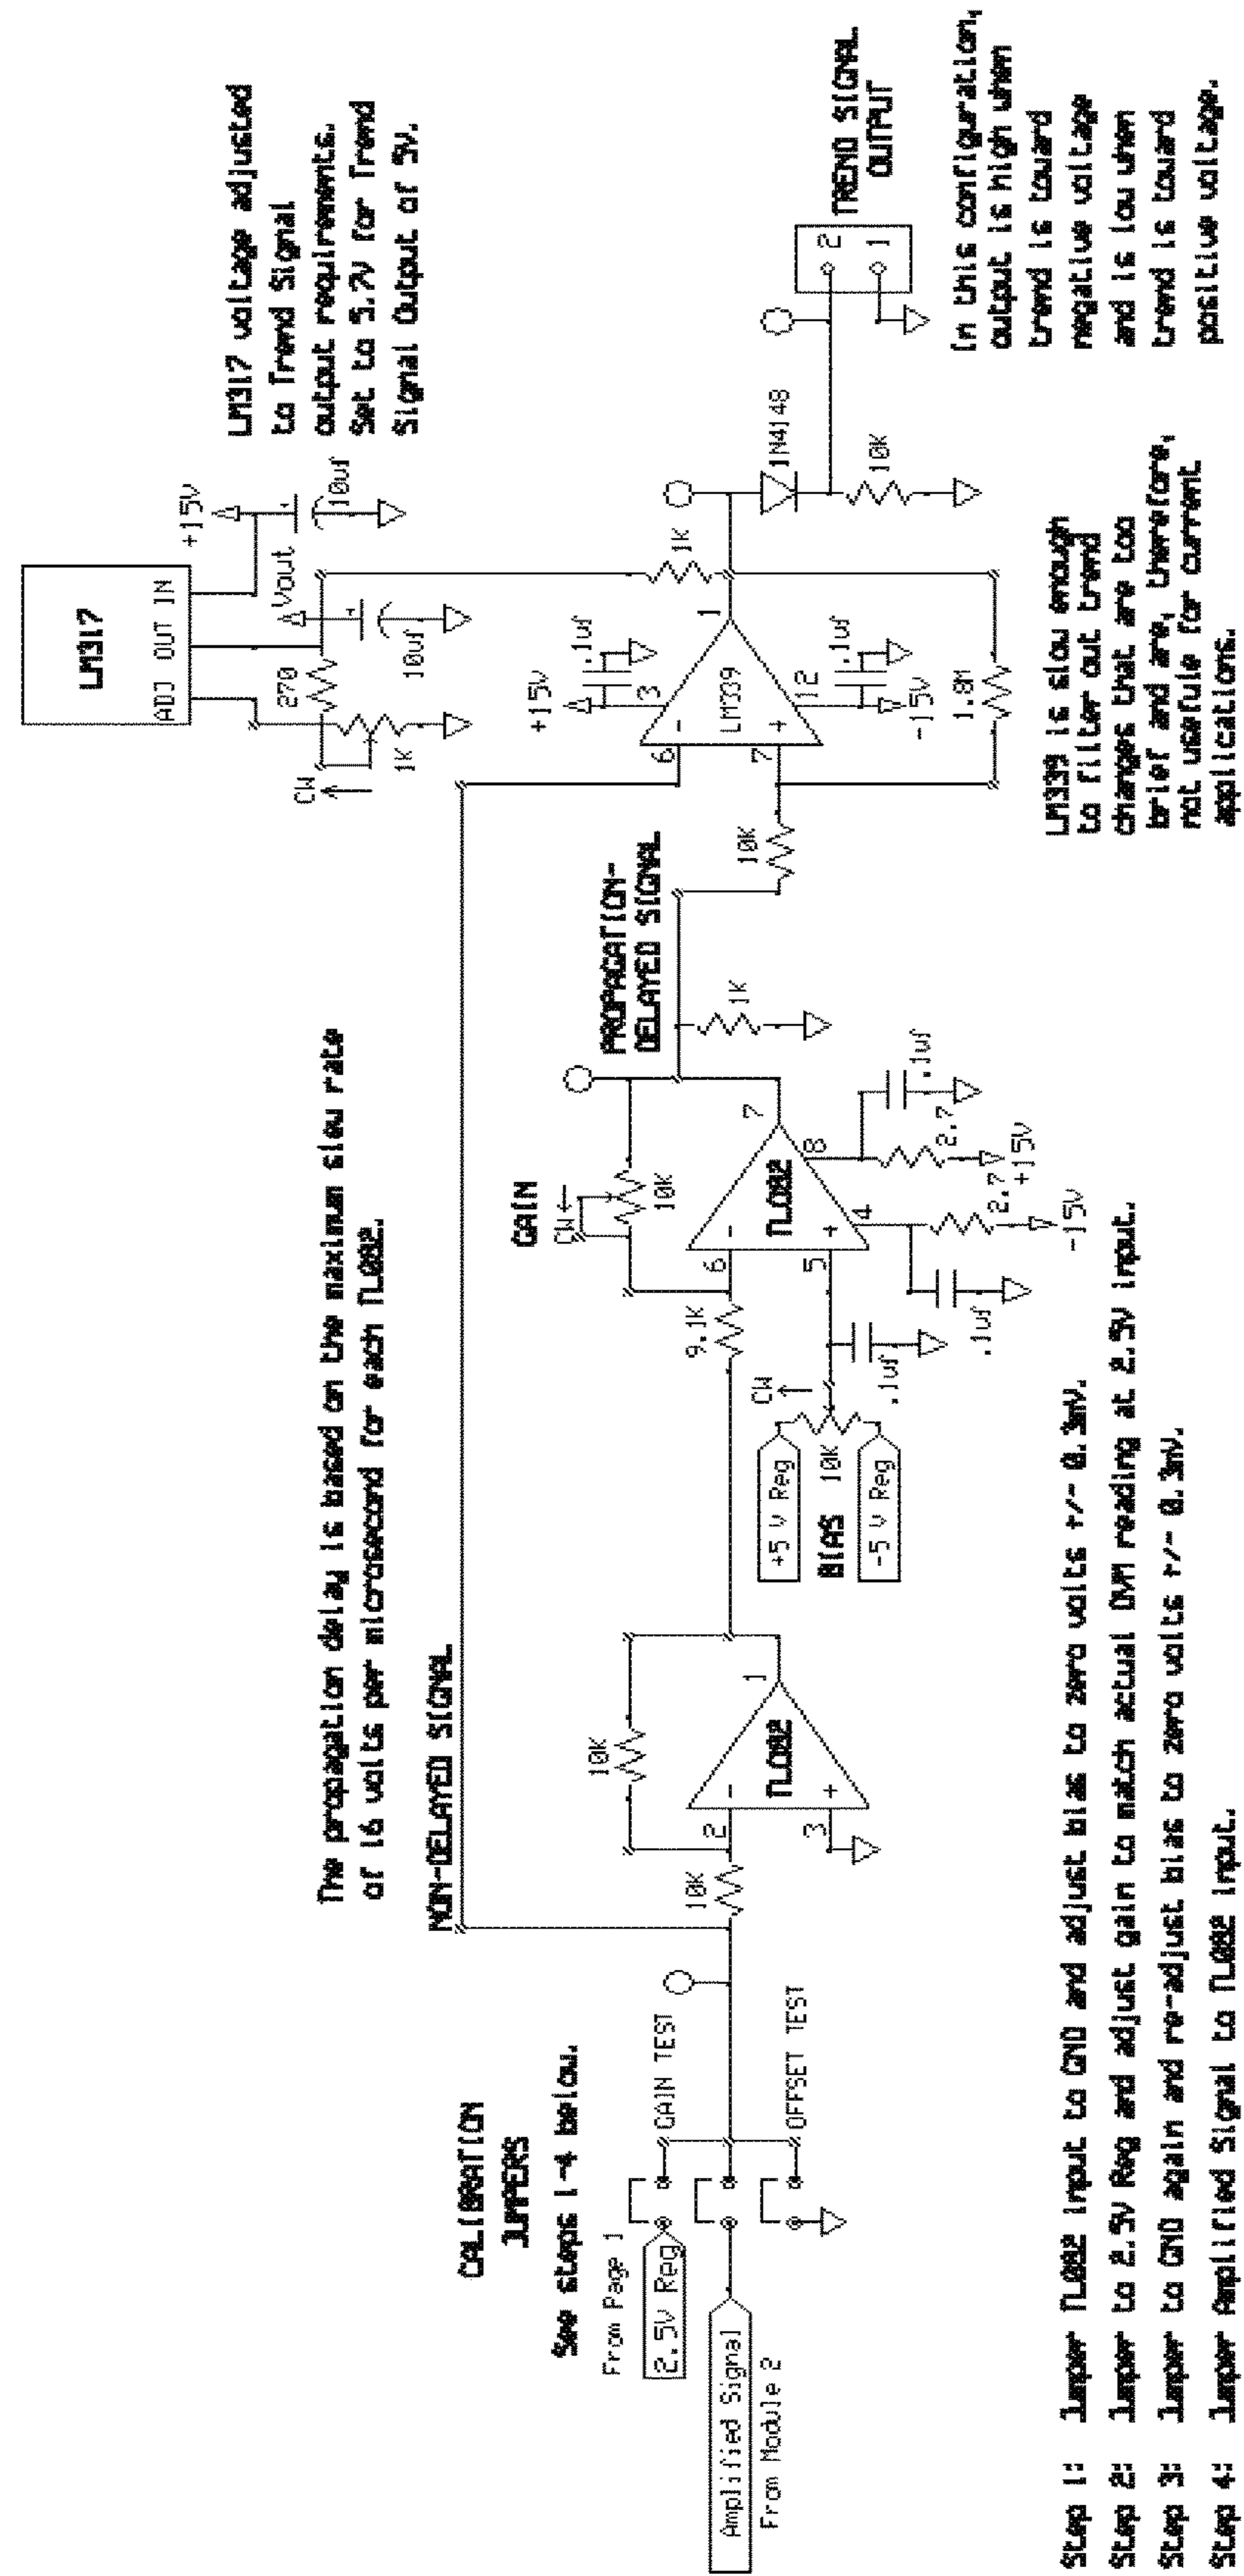 LM317
ADJ OUT IN
+15V
10uf
Vout
10uf
270
1K
CW
LM317 voltage adjusted
to Trend Signal
output requirements.
Set to 5.7v for Trend
Signal Output of 5v.
The propagation delay is based on the maximum slew rate
of 16 volts per microsecond for each TL082.
NON-DELAYED SIGNAL
CALIBRATION
JUMPERS
See steps 1-4 below.
From Page 1
2.5V Reg
GAIN TEST
Amplified Signal
From Module 2
OFFSET TEST
10K
10K
2
-
3
+
TL082
1
+5 V Reg
BIAS
10K
-5 V Reg
CW
.1uf
9.1K
GAIN
CW
10K
6
-
5
+
TL082
7
4
8
.1uf
2.7
-15V
2.7
+15V
.1uf
PROPAGATION-
DELAYED SIGNAL
1K
10K
6
-
7
+
LM339
1
+15V
3
.1uf
12
.1uf
-15V
1.8M
1K
1N4148
10K
2
1
TREND SIGNAL
OUTPUT
In this configuration,
output is high when
trend is toward
negative voltage
and is low when
trend is toward
positive voltage.
LM339 is slow enough
to filter out trend
changes that are too
brief and are, therefore,
not usefule for current
applications.
Step 1: Jumper TL082 input to GND and adjust bias to zero volts +/- 0.3mV.
Step 2: Jumper to 2.5V Reg and adjust gain to match actual DVM reading at 2.5V input.
Step 3: Jumper to GND again and re-adjust bias to zero volts +/- 0.3mV.
Step 4: Jumper Amplified Signal to TL082 input.